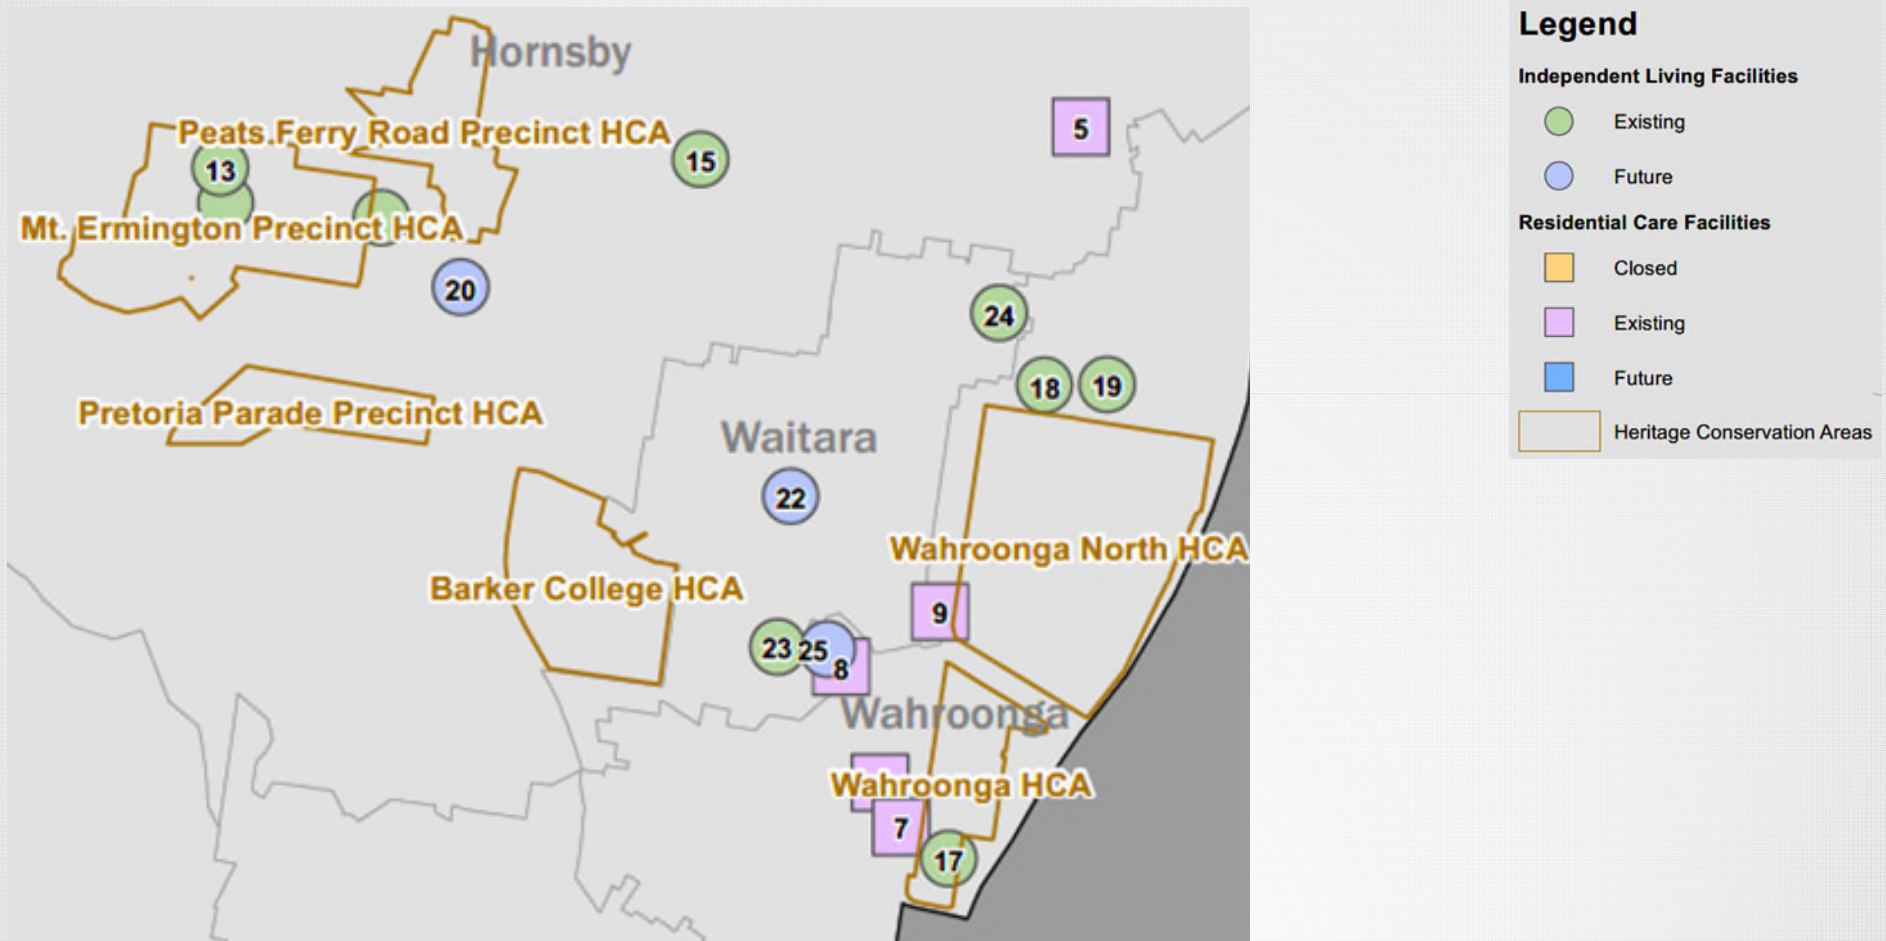 Hornsby
Peats Ferry Road Precinct HCA
5
15
13
Mt. Ermington Precinct HCA
20
24
18
19
Pretoria Parade Precinct HCA
Waitara
22
Wahroonga North HCA
Barker College HCA
9
23
25
8
Wahroonga
Wahroonga HCA
7
17
Legend
Independent Living Facilities
Existing
Future
Residential Care Facilities
Closed
Existing
Future
Heritage Conservation Areas